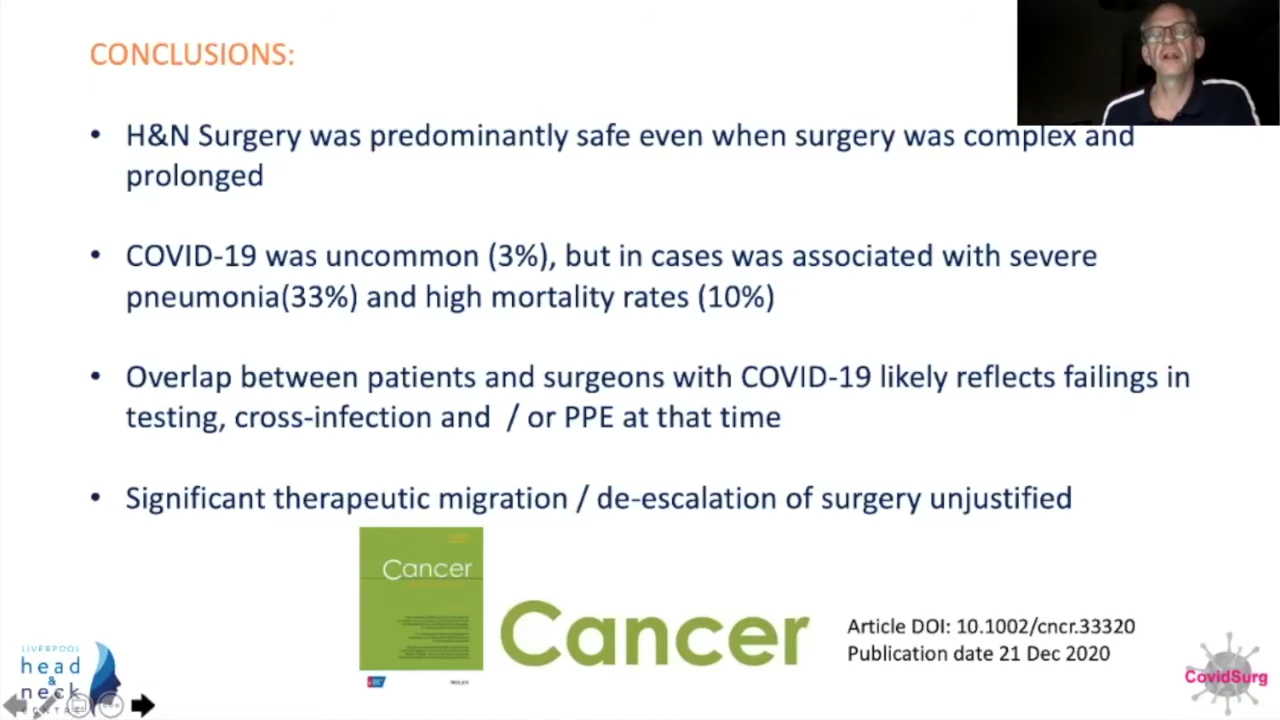 CONCLUSIONS:
• H&N Surgery was predominantly safe even when surgery was complex and
prolonged
• COVID-19 was uncommon (3%), but in cases was associated with severe
pneumonia(33%) and high mortality rates (10%)
• Overlap between patients and surgeons with COVID-19 likely reflects failings in
testing, cross-infection and / or PPE at that time
• Significant therapeutic migration / de-escalation of surgery unjustified
Cancer
Cancer
WILEY
Article DOI: 10.1002/cncr.33320
Publication date 21 Dec 2020
LIVERPOOL
head
&
neck
CENTRE
CovidSurg